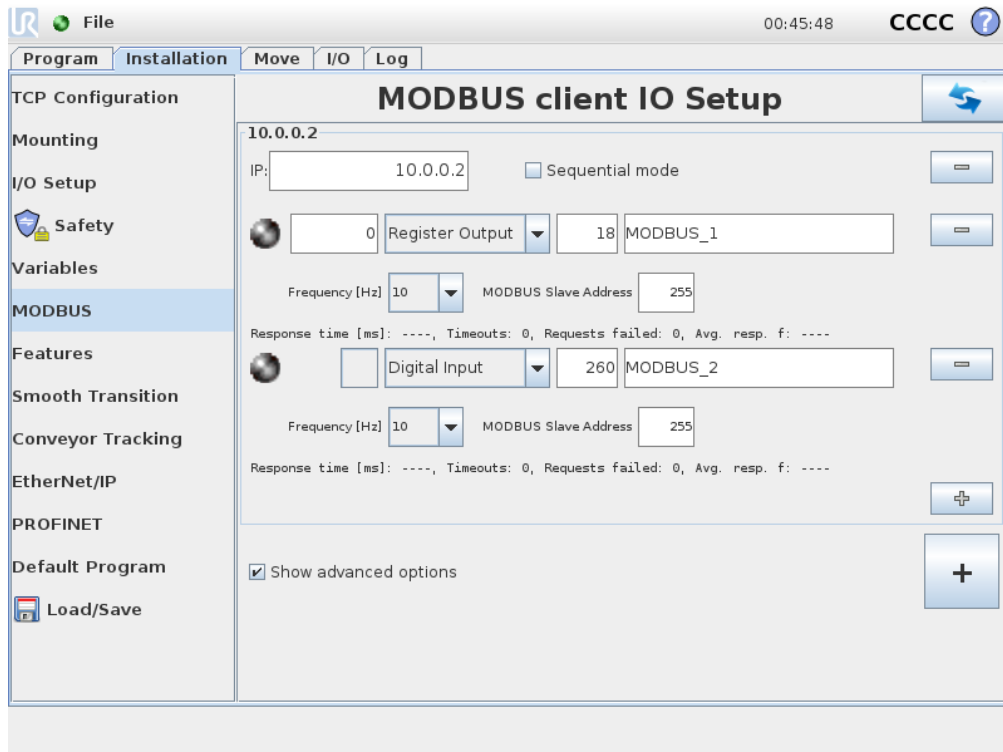 UR File 00:45:48 CCCC ?
Program Installation Move I/O Log
TCP Configuration
Mounting
I/O Setup
Safety
Variables
MODBUS
Features
Smooth Transition
Conveyor Tracking
EtherNet/IP
PROFINET
Default Program
Load/Save
MODBUS client IO Setup
10.0.0.2
IP: 10.0.0.2 Sequential mode
0 Register Output 18 MODBUS_1
Frequency [Hz] 10 MODBUS Slave Address 255
Response time [ms]: ----, Timeouts: 0, Requests failed: 0, Avg. resp. f: ----
Digital Input 260 MODBUS_2
Frequency [Hz] 10 MODBUS Slave Address 255
Response time [ms]: ----, Timeouts: 0, Requests failed: 0, Avg. resp. f: ----
Show advanced options